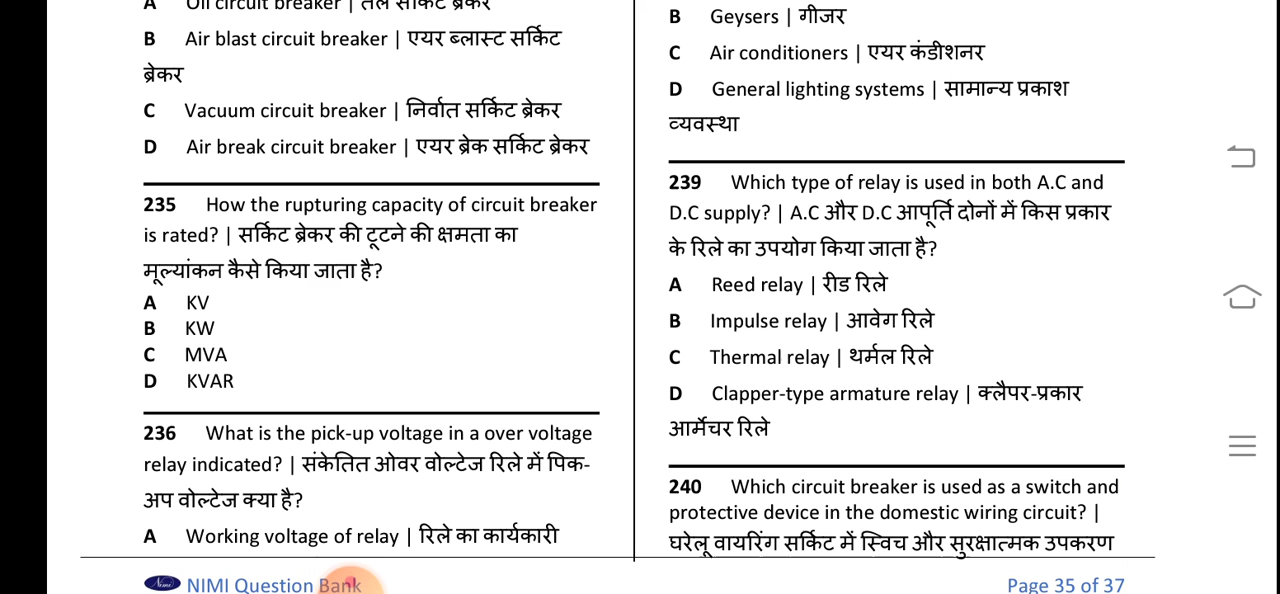 A Oil circuit breaker | तेल सर्किट ब्रेकर
B Air blast circuit breaker | एयर ब्लास्ट सर्किट
ब्रेकर
C Vacuum circuit breaker | निर्वात सर्किट ब्रेकर
D Air break circuit breaker | एयर ब्रेक सर्किट ब्रेकर
235 How the rupturing capacity of circuit breaker
is rated? | सर्किट ब्रेकर की टूटने की क्षमता का
मूल्यांकन कैसे किया जाता है?
A KV
B KW
C MVA
D KVAR
236 What is the pick-up voltage in a over voltage
relay indicated? | संकेतित ओवर वोल्टेज रिले में पिक-
अप वोल्टेज क्या है?
A Working voltage of relay | रिले का कार्यकारी
B Geysers | गीजर
C Air conditioners | एयर कंडीशनर
D General lighting systems | सामान्य प्रकाश
व्यवस्था
239 Which type of relay is used in both A.C and
D.C supply? | A.C और D.C आपूर्ति दोनों में किस प्रकार
के रिले का उपयोग किया जाता है?
A Reed relay | रीड रिले
B Impulse relay | आवेग रिले
C Thermal relay | थर्मल रिले
D Clapper-type armature relay | क्लैपर-प्रकार
आर्मेचर रिले
240 Which circuit breaker is used as a switch and
protective device in the domestic wiring circuit? |
घरेलू वायरिंग सर्किट में स्विच और सुरक्षात्मक उपकरण
Nimi NIMI Question Bank
Page 35 of 37